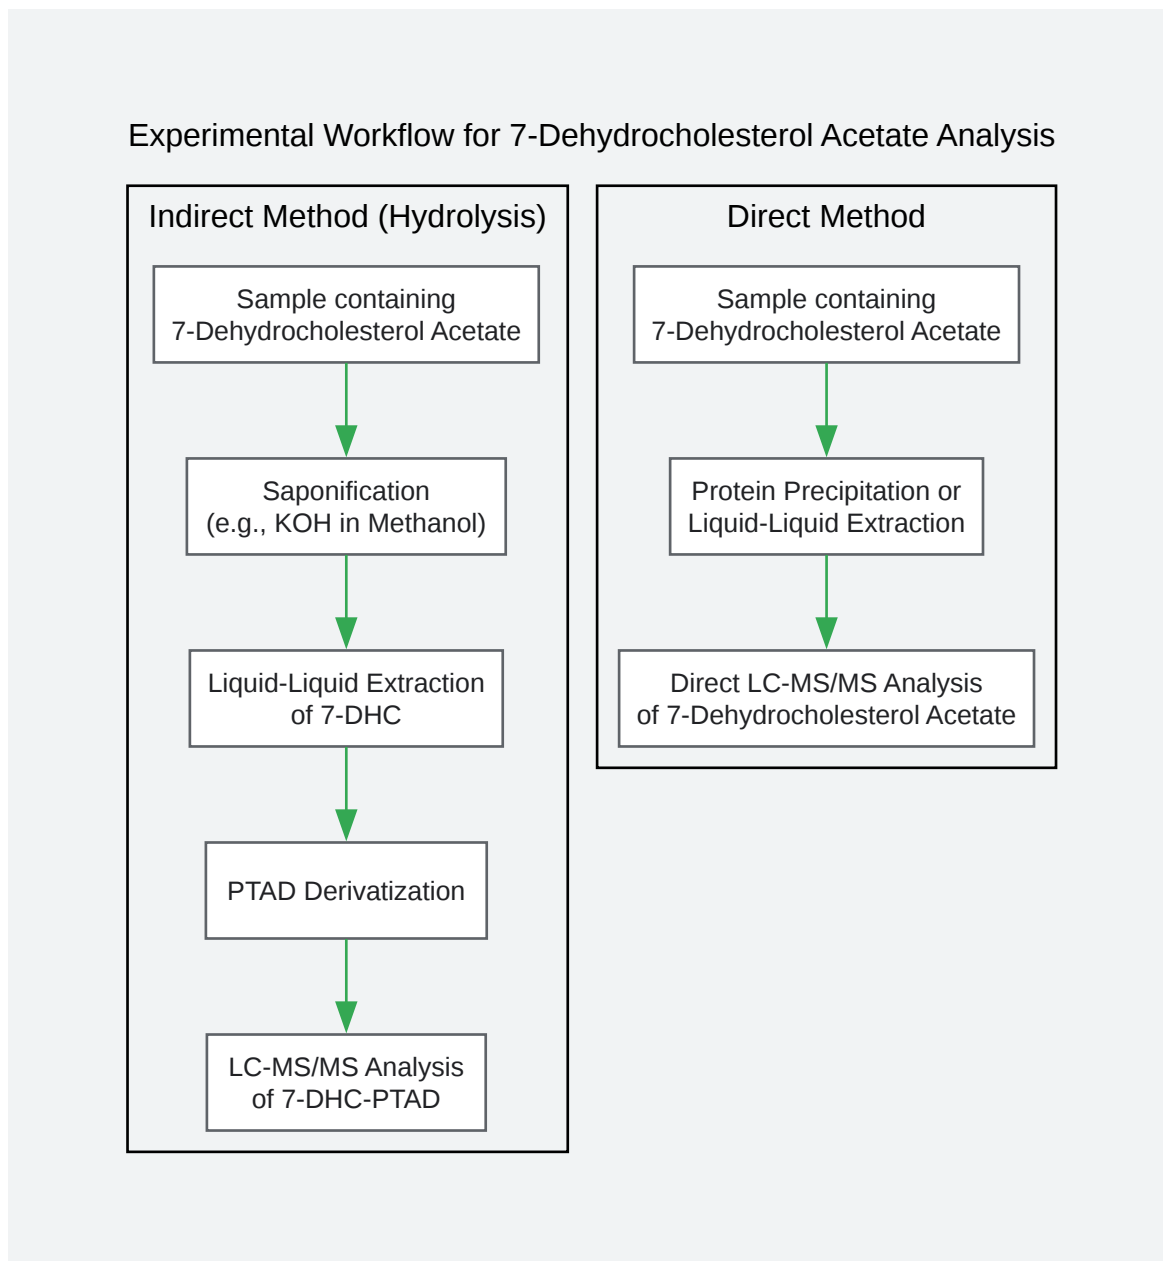 Experimental Workflow for 7-Dehydrocholesterol Acetate Analysis
Indirect Method (Hydrolysis)
Sample containing
7-Dehydrocholesterol Acetate
Saponification
(e.g., KOH in Methanol)
Liquid-Liquid Extraction
of 7-DHC
PTAD Derivatization
LC-MS/MS Analysis
of 7-DHC-PTAD
Direct Method
Sample containing
7-Dehydrocholesterol Acetate
Protein Precipitation or
Liquid-Liquid Extraction
Direct LC-MS/MS Analysis
of 7-Dehydrocholesterol Acetate